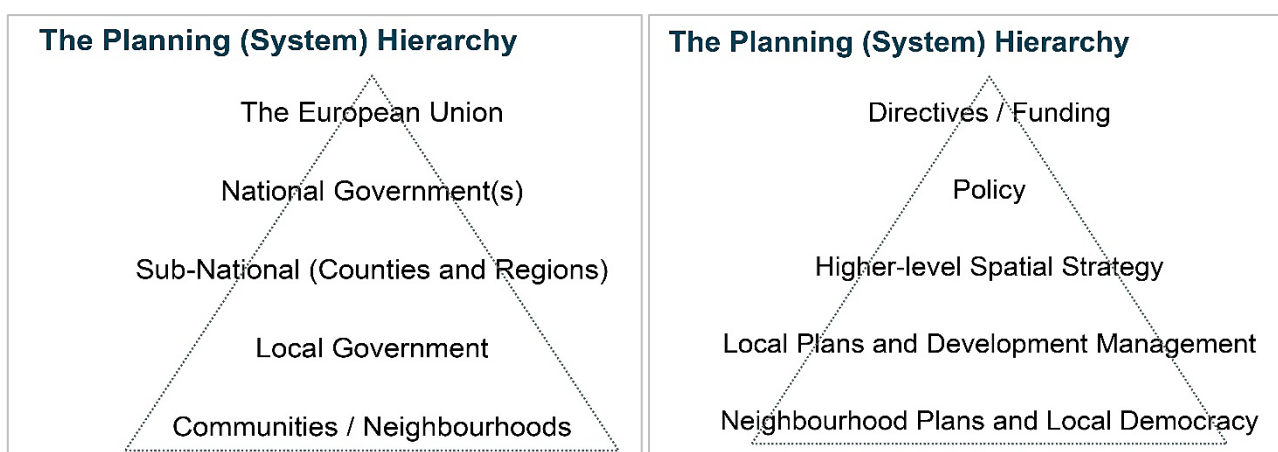 The Planning (System) Hierarchy
The European Union
National Government(s)
Sub-National (Counties and Regions)
Local Government
Communities / Neighbourhoods
The Planning (System) Hierarchy
Directives / Funding
Policy
Higher-level Spatial Strategy
Local Plans and Development Management
Neighbourhood Plans and Local Democracy